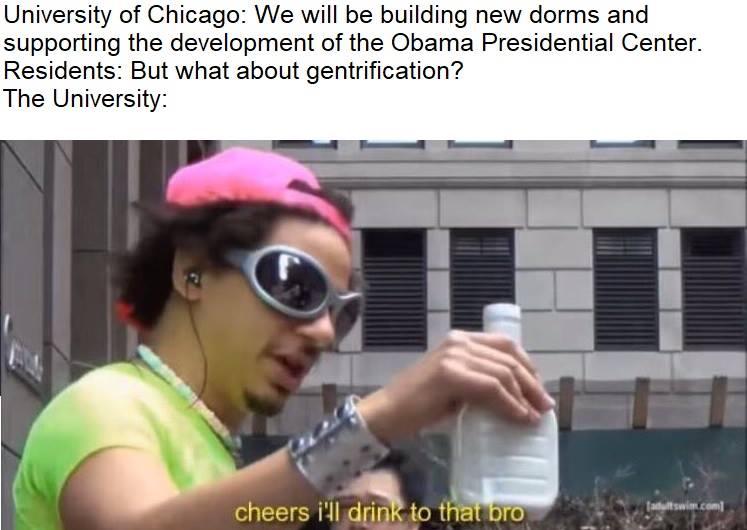 University of Chicago: We will be building new dorms and
supporting the development of the Obama Presidential Center.
Residents: But what about gentrification?
The University:
cheers i'll drink to that bro
[adultswim.com]